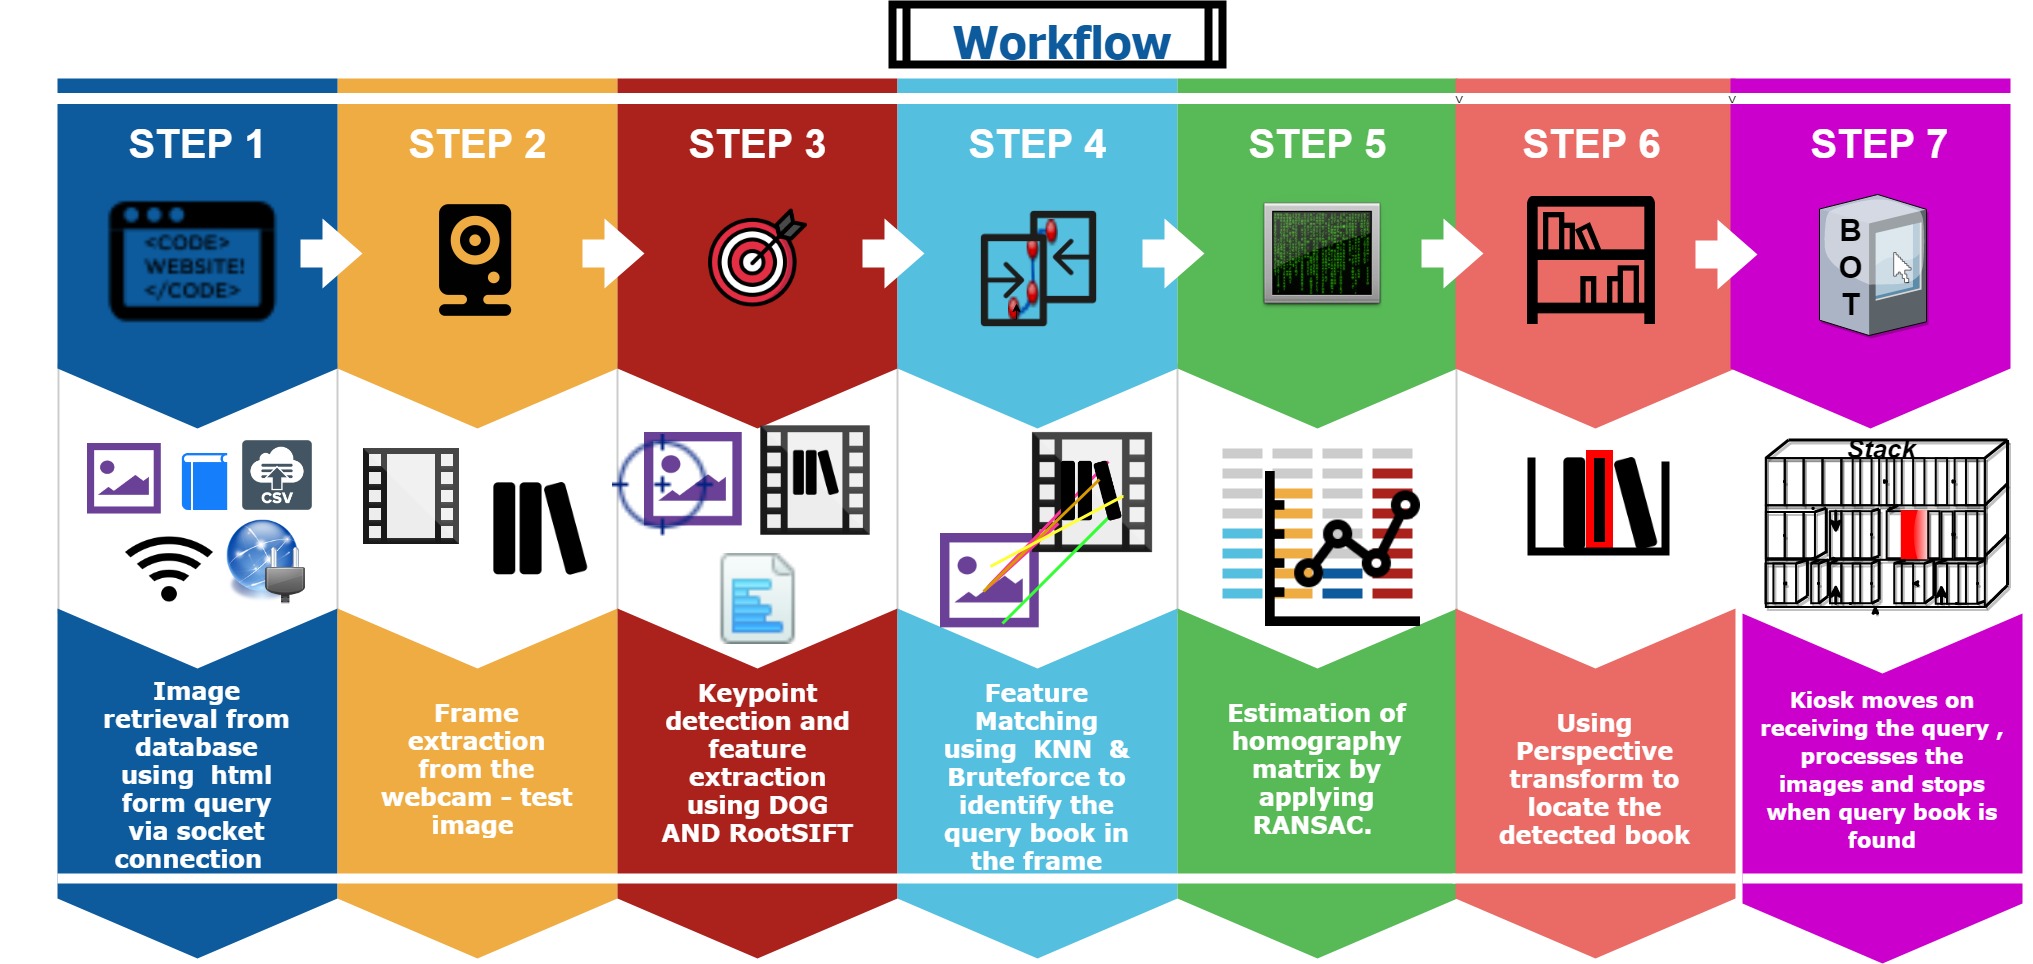 Workflow
STEP 1
STEP 2
STEP 3
STEP 4
STEP 5
STEP 6
STEP 7
<CODE>
WEBSITE!
</CODE>
B
O
T
CSV
Stack
Image
retrieval from
database
using html
form query
via socket
connection
Frame
extraction
from the
webcam – test
image
Keypoint
detection and
feature
extraction
using DOG
AND RootSIFT
Feature
Matching
using KNN &
Bruteforce to
identify the
query book in
the frame
Estimation of
homography
matrix by
applying
RANSAC.
Using
Perspective
transform to
locate the
detected book
Kiosk moves on
receiving the query ,
processes the
images and stops
when query book is
found